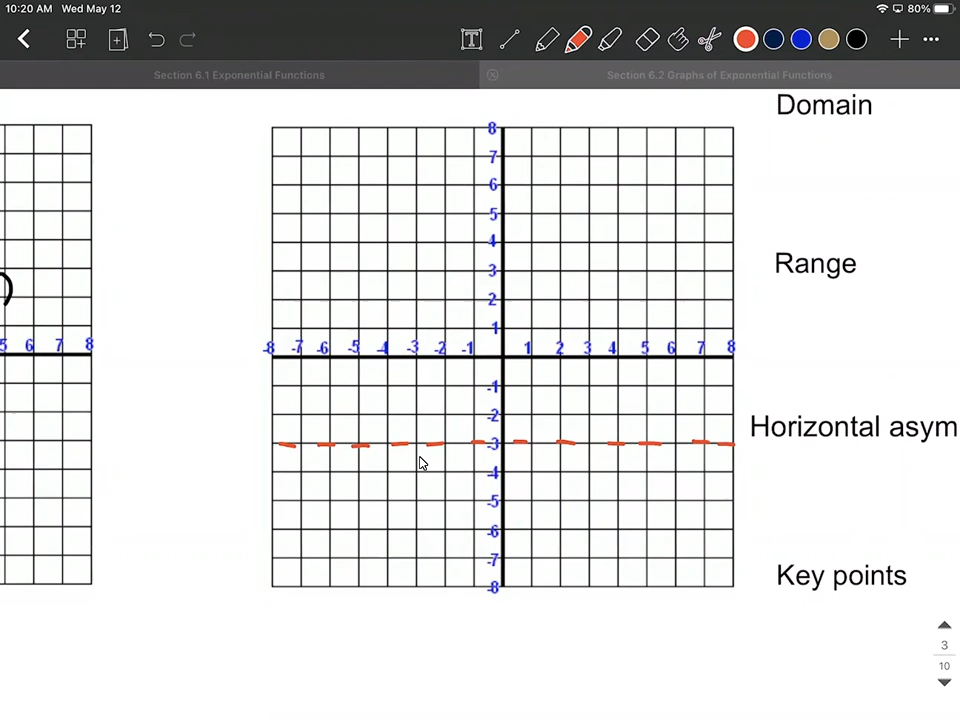 10:20 AM Wed May 12
80%
Section 6.1 Exponential Functions
Section 6.2 Graphs of Exponential Functions
Domain
8
7
6
5
4
3
2
1
Range
5 6 7 8
-8 -7 -6 -5 -4 -3 -2 -1 1 2 3 4 5 6 7 8
-1
-2
-3
Horizontal asym
-4
-5
-6
-7
-8
Key points
3
10